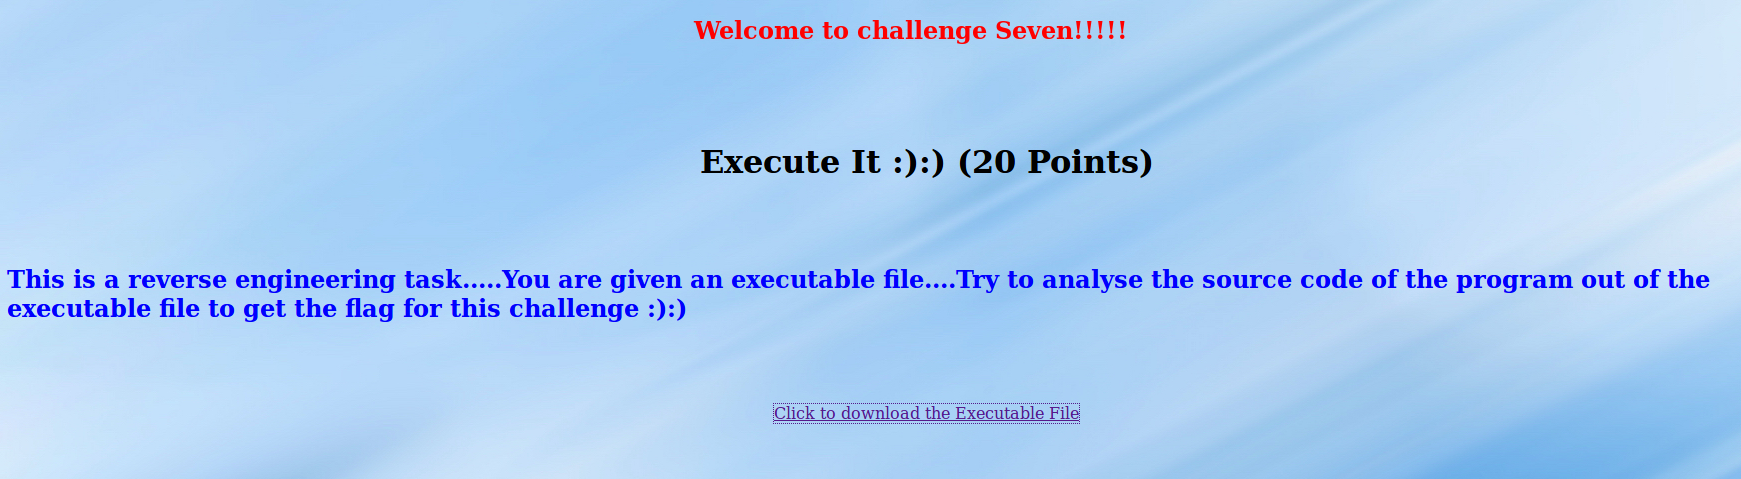 Welcome to challenge Seven!!!!!
Execute It :):) (20 Points)
This is a reverse engineering task.....You are given an executable file....Try to analyse the source code of the program out of the
executable file to get the flag for this challenge :):)
Click to download the Executable File